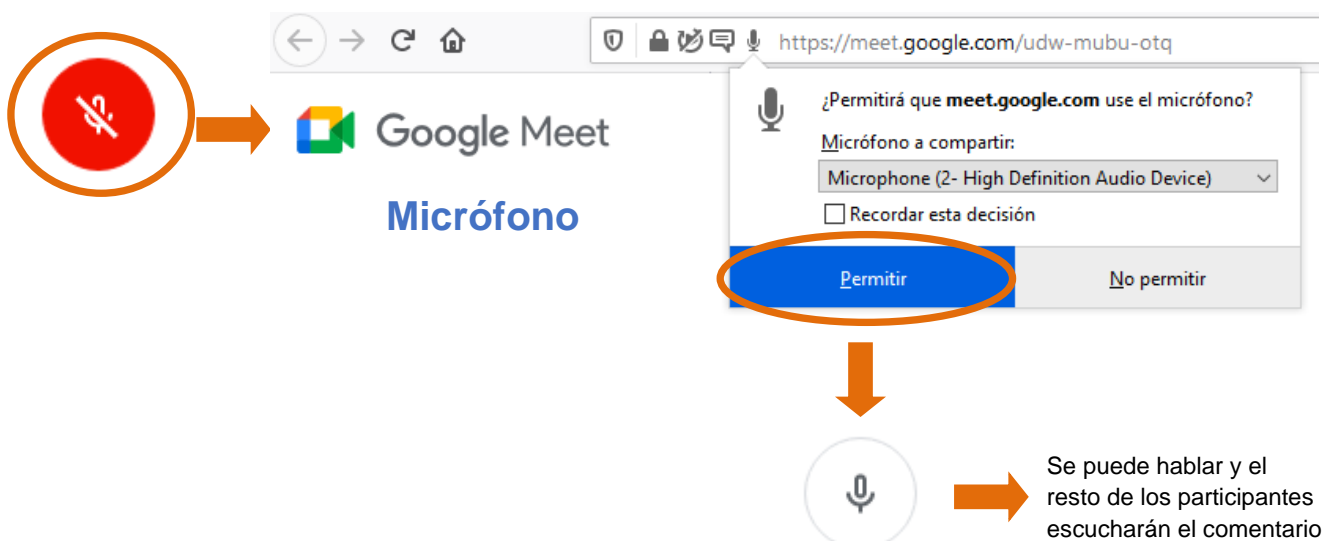 https://meet.google.com/udw-mubu-otq
Google Meet
Micrófono
¿Permitirá que meet.google.com use el micrófono?
Micrófono a compartir:
Microphone (2- High Definition Audio Device)
Recordar esta decisión
Permitir
No permitir
Se puede hablar y el
resto de los participantes
escucharán el comentario